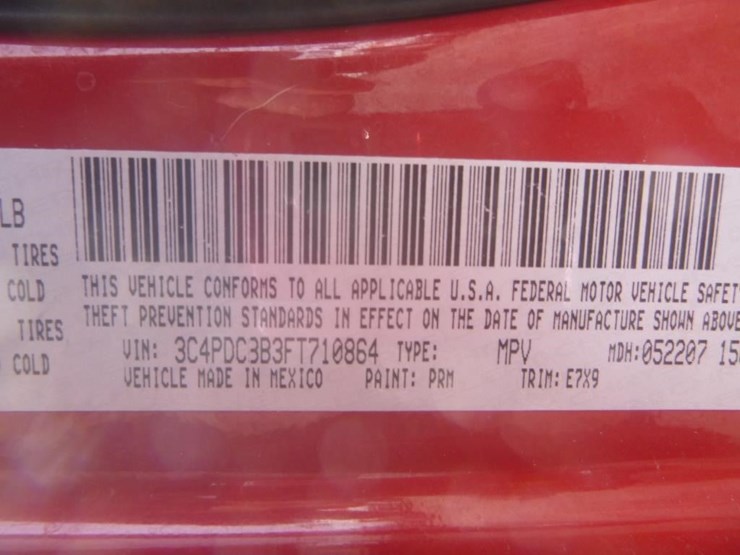 LB
TIRES
COLD THIS VEHICLE CONFORMS TO ALL APPLICABLE U.S.A. FEDERAL MOTOR VEHICLE SAFET
TIRES THEFT PREVENTION STANDARDS IN EFFECT ON THE DATE OF MANUFACTURE SHOWN ABOVE
COLD VIN: 3C4PDC3B3FT710864 TYPE: MPV MDH:052207 15
VEHICLE MADE IN MEXICO PAINT: PRM TRIM: E7X9